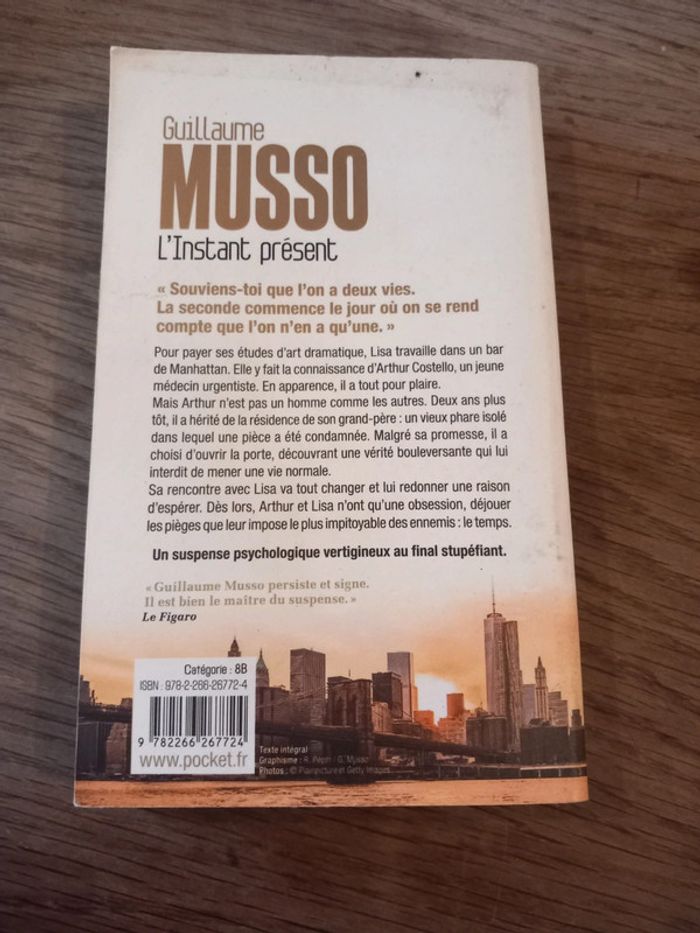 Guillaume
MUSSO
L'Instant présent
« Souviens-toi que l'on a deux vies.
La seconde commence le jour où on se rend
compte que l'on n'en a qu'une. »
Pour payer ses études d'art dramatique, Lisa travaille dans un bar
de Manhattan. Elle y fait la connaissance d'Arthur Costello, un jeune
médecin urgentiste. En apparence, il a tout pour plaire.
Mais Arthur n'est pas un homme comme les autres. Deux ans plus
tôt, il a hérité de la résidence de son grand-père : un vieux phare isolé
dans lequel une pièce a été condamnée. Malgré sa promesse, il a
choisi d'ouvrir la porte, découvrant une vérité bouleversante qui lui
interdit de mener une vie normale.
Sa rencontre avec Lisa va tout changer et lui redonner une raison
d'espérer. Dès lors, Arthur et Lisa n'ont qu'une obsession, déjouer
les pièges que leur impose le plus impitoyable des ennemis : le temps.
Un suspense psychologique vertigineux au final stupéfiant.
« Guillaume Musso persiste et signe.
Il est bien le maître du suspense. »
Le Figaro
Catégorie : 8B
ISBN : 978-2-266-26772-4
9 782266 267724
www.pocket.fr
Texte intégral
Graphisme : R. Pépin / G. Musso
Photos : © Plainpicture et Getty Images